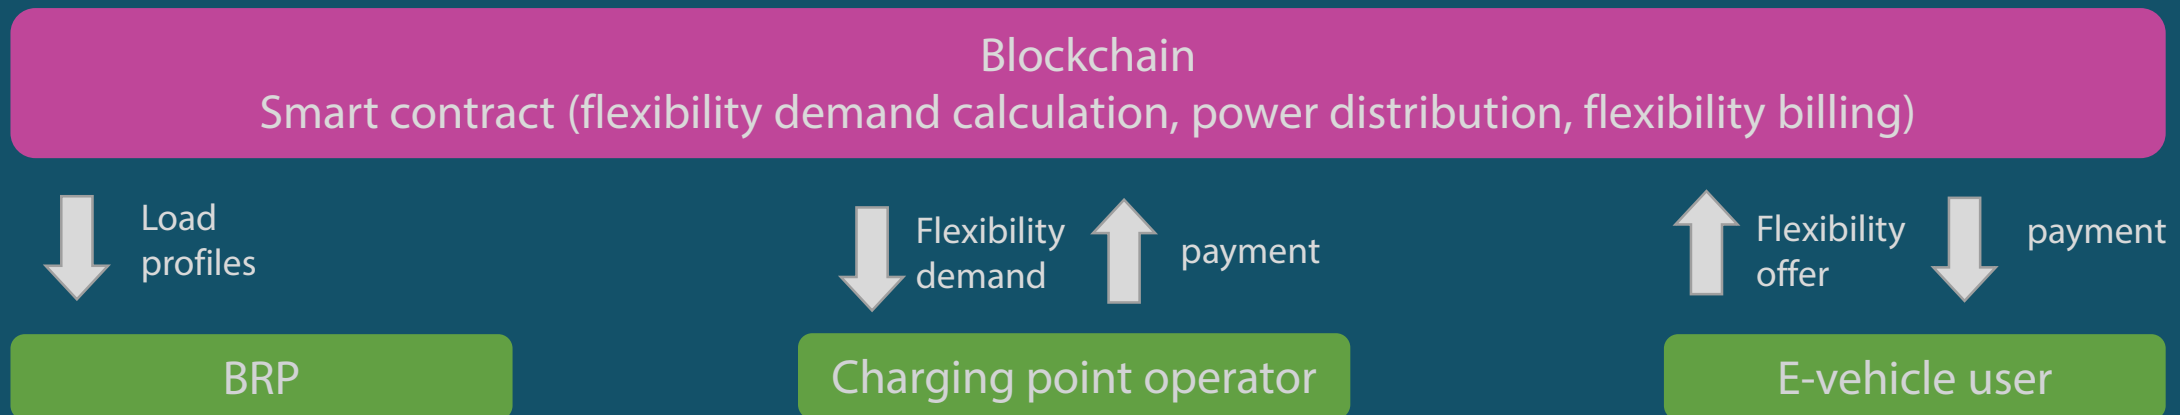 Blockchain
Smart contract (flexibility demand calculation, power distribution, flexibility billing)
Load
profiles
Flexibility
demand
payment
Flexibility
offer
payment
BRP
Charging point operator
E-vehicle user